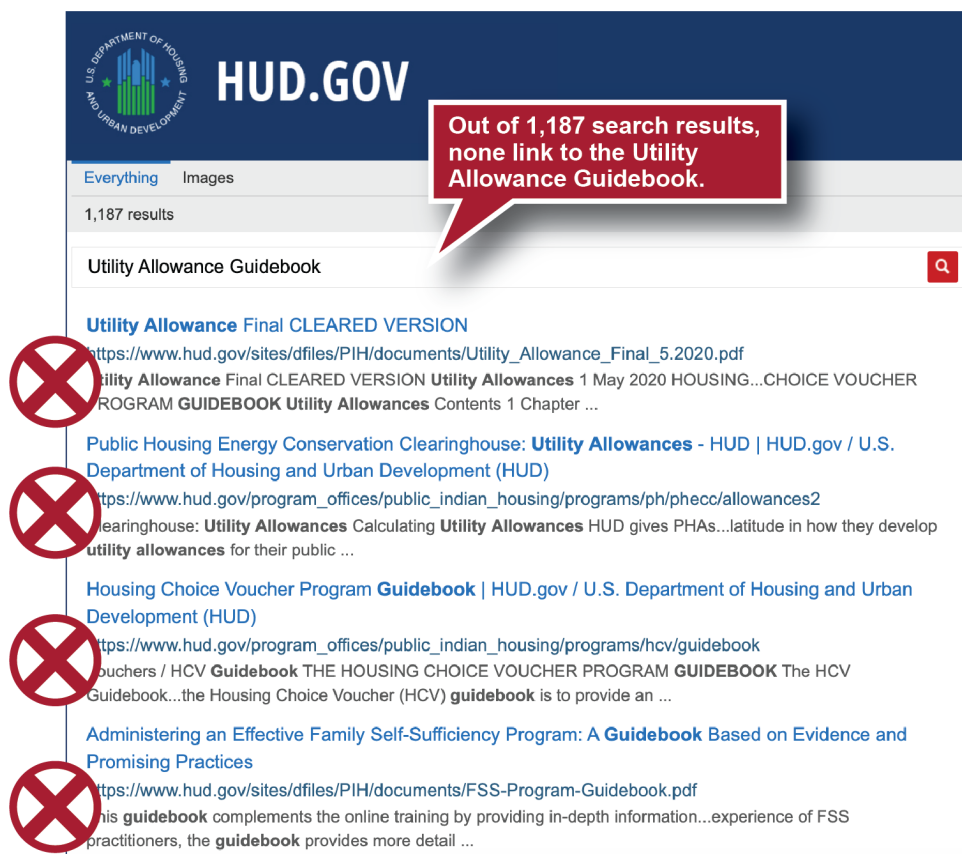 U.S. DEPARTMENT OF HOUSING AND URBAN DEVELOPMENT
HUD.GOV
Out of 1,187 search results,
none link to the Utility
Allowance Guidebook.
Everything Images
1,187 results
Utility Allowance Guidebook
Utility Allowance Final CLEARED VERSION
https://www.hud.gov/sites/dfiles/PIH/documents/Utility_Allowance_Final_5.2020.pdf
tility Allowance Final CLEARED VERSION Utility Allowances 1 May 2020 HOUSING...CHOICE VOUCHER
ROGRAM GUIDEBOOK Utility Allowances Contents 1 Chapter ...
Public Housing Energy Conservation Clearinghouse: Utility Allowances - HUD | HUD.gov / U.S.
Department of Housing and Urban Development (HUD)
ttps://www.hud.gov/program_offices/public_indian_housing/programs/ph/phecc/allowances2
learinghouse: Utility Allowances Calculating Utility Allowances HUD gives PHAs...latitude in how they develop
utility allowances for their public ...
Housing Choice Voucher Program Guidebook | HUD.gov / U.S. Department of Housing and Urban
Development (HUD)
ttps://www.hud.gov/program_offices/public_indian_housing/programs/hcv/guidebook
ouchers / HCV Guidebook THE HOUSING CHOICE VOUCHER PROGRAM GUIDEBOOK The HCV
Guidebook...the Housing Choice Voucher (HCV) guidebook is to provide an ...
Administering an Effective Family Self-Sufficiency Program: A Guidebook Based on Evidence and
Promising Practices
ttps://www.hud.gov/sites/dfiles/PIH/documents/FSS-Program-Guidebook.pdf
his guidebook complements the online training by providing in-depth information...experience of FSS
practitioners, the guidebook provides more detail ...